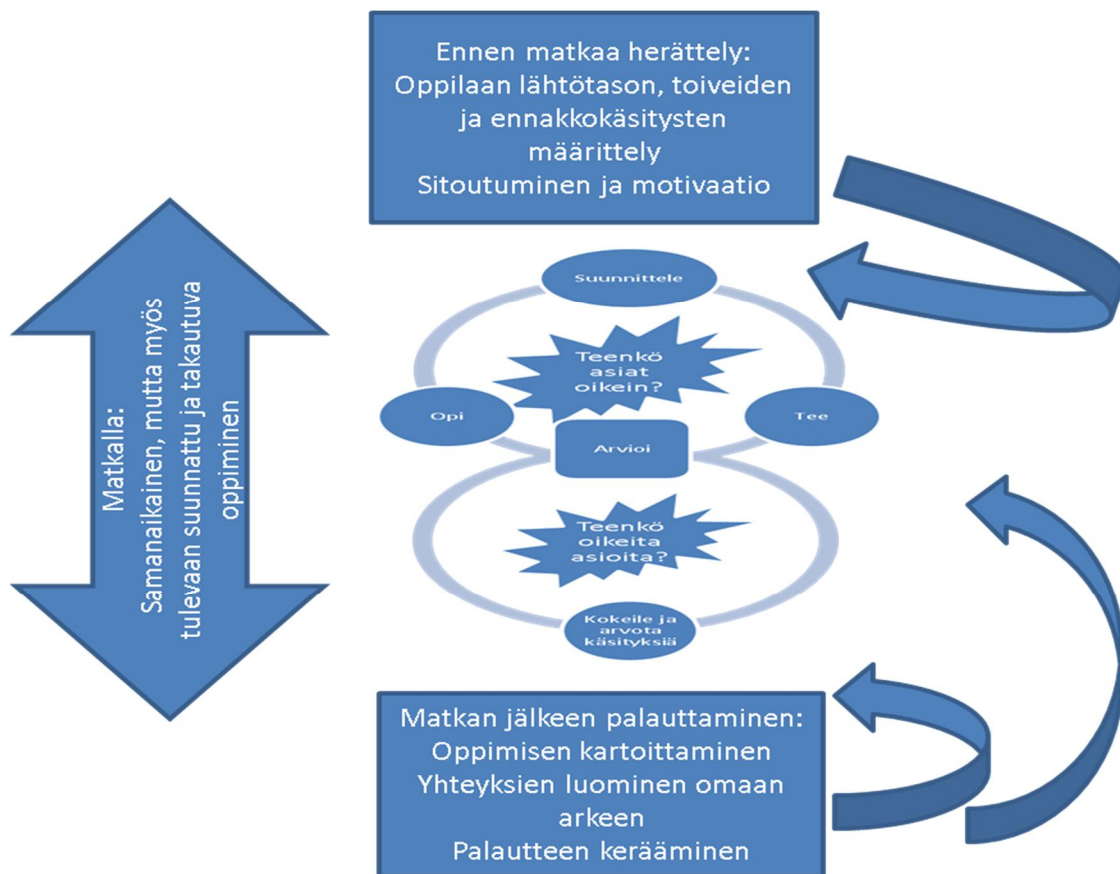 Ennen matkaa herättely:
Oppilaan lähtötason, toiveiden
ja ennakkokäsitysten
määrittely
Sitoutuminen ja motivaatio
Matkalla:
Samanaikainen, mutta myös
tulevaan suunnattu ja takautuva
oppiminen
Suunnittele
Teenkö
asiat
oikein?
Opi
Tee
Arvioi
Teenkö
oikeita
asioita?
Kokeile ja
arvota
käsityksiä
Matkan jälkeen palauttaminen:
Oppimisen kartoittaminen
Yhteyksien luominen omaan
arkeen
Palautteen kerääminen